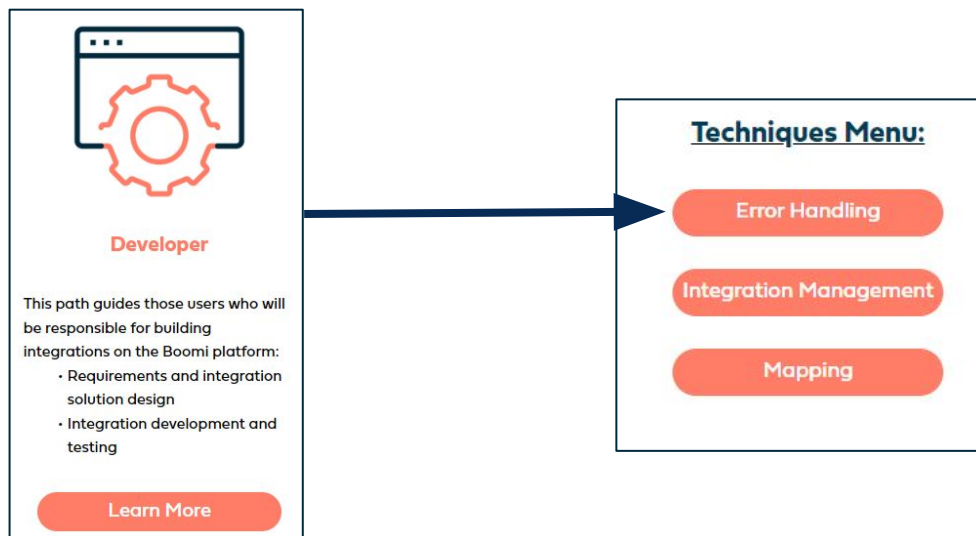 Developer
This path guides those users who will
be responsible for building
integrations on the Boomi platform:
• Requirements and integration
solution design
• Integration development and
testing
Learn More
Techniques Menu:
Error Handling
Integration Management
Mapping